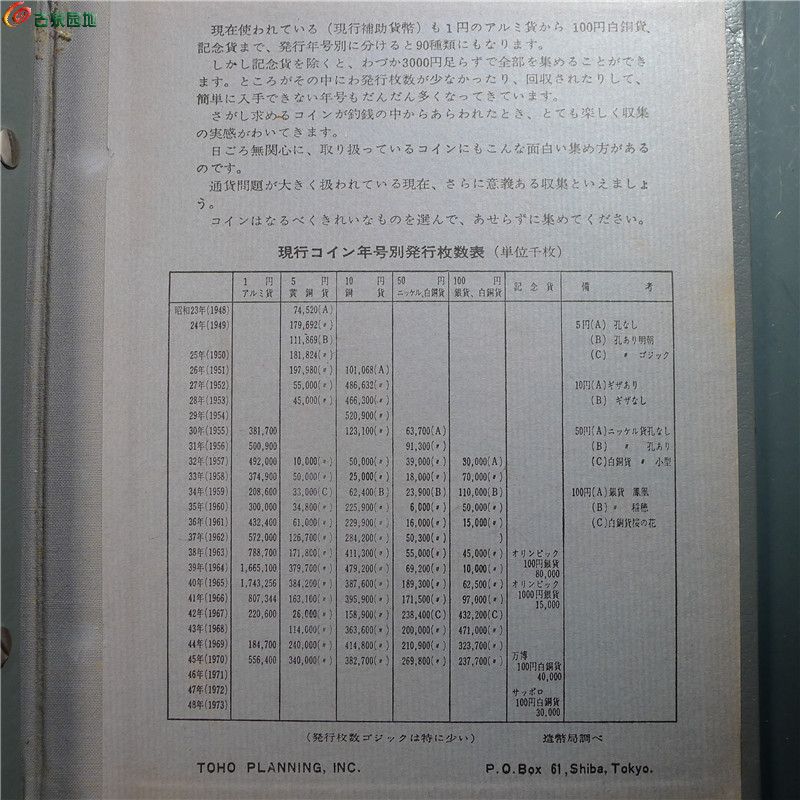 古泉园地
現在使われている（現行補助貨幣）も１円のアルミ貨から 100円白銅貨、
記念貨まで、発行年号別に分けると90種類にもなります。
しかし記念貨を除くと、わづか3000円足らずで全部を集めることができ
ます。ところがその中にわ発行枚数が少なかったり、回収されたりして、
簡単に入手できない年号もだんだん多くなってきています。
さがし求めるコインが釣銭の中からあらわれたとき、とても楽しく収集
の実感がわいてきます。
日ごろ無関心に、取り扱っているコインにもこんな面白い集め方がある
のです。
通貨問題が大きく扱われている現在、さらに意義ある収集といえましょ
う。
コインはなるべくきれいなものを選んで、あせらずに集めてください。
現行コイン年号別発行枚数表（単位千枚）
1 円 5 円 10 円 50 円 100 円 記念貨 備 考
アルミ貨 黄銅貨 銅 貨 ニッケル、白銅貨 銀貨、白銅貨
昭和23年(1948) 74,520(A)
24年(1949) 179,692(〃) 5円(A) 孔なし
111,869(B) (B) 孔あり明朝
25年(1950) 181,824(〃) (C) 〃 ゴジック
26年(1951) 197,980(〃) 101,068(A)
27年(1952) 55,000(〃) 486,632(〃) 10円(A)ギザあり
28年(1953) 45,000(〃) 466,300(〃) (B) ギザなし
29年(1954) 520,900(〃)
30年(1955) 381,700 123,100(〃) 63,700(A) 50円(A)ニッケル貨孔なし
31年(1956) 500,900 91,300(〃) (B) 〃 孔あり
32年(1957) 492,000 10,000(〃) 50,000(〃) 39,000(〃) 30,000(A) (C)白銅貨 〃 小型
33年(1958) 374,900 50,000(〃) 25,000(〃) 18,000(〃) 70,000(〃)
34年(1959) 208,600 33,000(C) 62,400(B) 23,900(B) 110,000(B) 100円(A)銀貨 鳳凰
35年(1960) 300,000 34,800(〃) 225,900(〃) 6,000(〃) 50,000(〃) (B) 〃 稲穂
36年(1961) 432,400 61,000(〃) 229,900(〃) 16,000(〃) 15,000(〃) (C)白銅貨桜の花
37年(1962) 572,000 126,700(〃) 284,200(〃) 50,300(〃) )
38年(1963) 788,700 171,800(〃) 411,300(〃) 55,000(〃) 45,000(〃) オリンピック
100円銀貨
39年(1964) 1,665,100 379,700(〃) 479,200(〃) 69,200(〃) 10,000(〃) 80,000
40年(1965) 1,743,256 384,200(〃) 387,600(〃) 189,300(〃) 62,500(〃) オリンピック
1000円銀貨
41年(1966) 807,344 163,100(〃) 395,900(〃) 171,500(〃) 97,000(〃) 15,000
42年(1967) 220,600 26,000(〃) 158,900(〃) 238,400(C) 432,200(C)
43年(1968) 114,000(〃) 363,600(〃) 200,000(〃) 471,000(〃)
44年(1969) 184,700 240,000(〃) 414,800(〃) 210,900(〃) 323,700(〃)
45年(1970) 556,400 340,000(〃) 382,700(〃) 269,800(〃) 237,700(〃) 万博
100円白銅貨
46年(1971) 40,000
47年(1972) サッポロ
100円白銅貨
48年(1973) 30,000
(発行枚数ゴジックは特に少い) 造幣局調べ
TOHO PLANNING, INC. P.O.Box 61,Shiba,Tokyo.